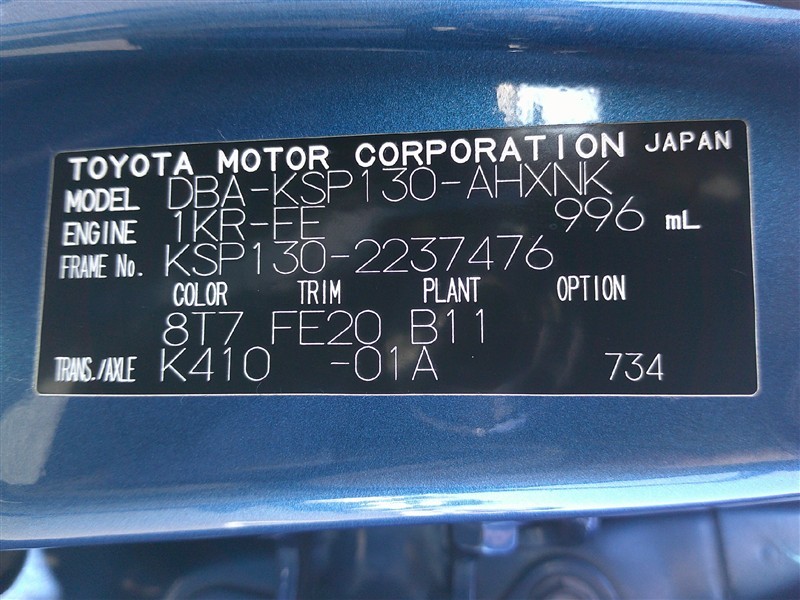 TOYOTA MOTOR CORPORATION JAPAN
MODEL DBA-KSP130-AHXNK
ENGINE 1KR-FE 996 mL
FRAME No. KSP130-2237476
COLOR TRIM PLANT OPTION
8T7 FE20 B11
TRANS./AXLE K410 -01A 734